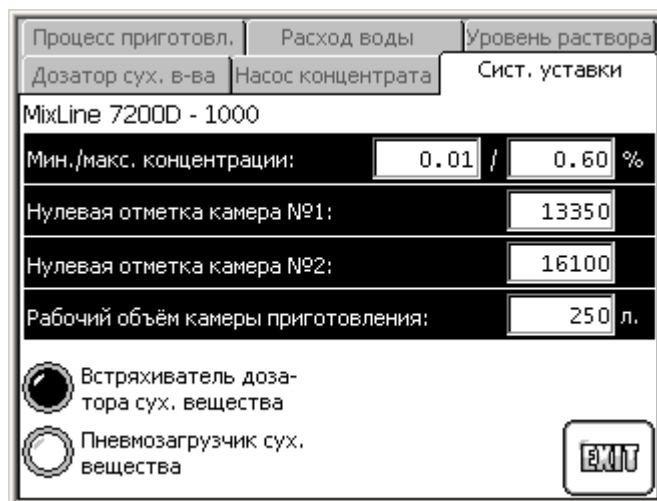 Процесс приготовл. Расход воды Уровень раствора
Дозатор сух. в-ва Насос концентрата Сист. уставки
MixLine 7200D - 1000
Мин./макс. концентрации: 0.01 / 0.60 %
Нулевая отметка камера №1: 13350
Нулевая отметка камера №2: 16100
Рабочий объём камеры приготовления: 250 л.
Встряхиватель доза-
тора сух. вещества
Пневмозагрузчик сух.
вещества
EXIT